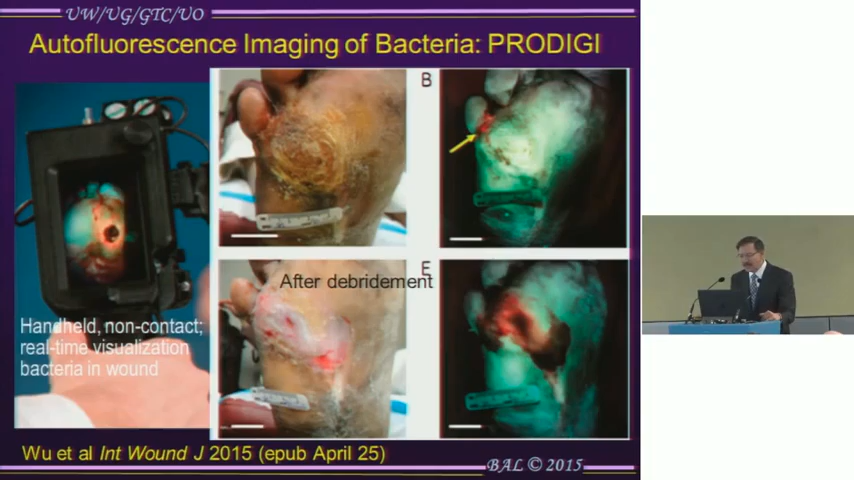 UW/UG/GTC/UO
Autofluorescence Imaging of Bacteria: PRODIGI
B
After debridement
E
Handheld, non-contact;
real-time visualization
bacteria in wound
Wu et al Int Wound J 2015 (epub April 25)
BAL © 2015